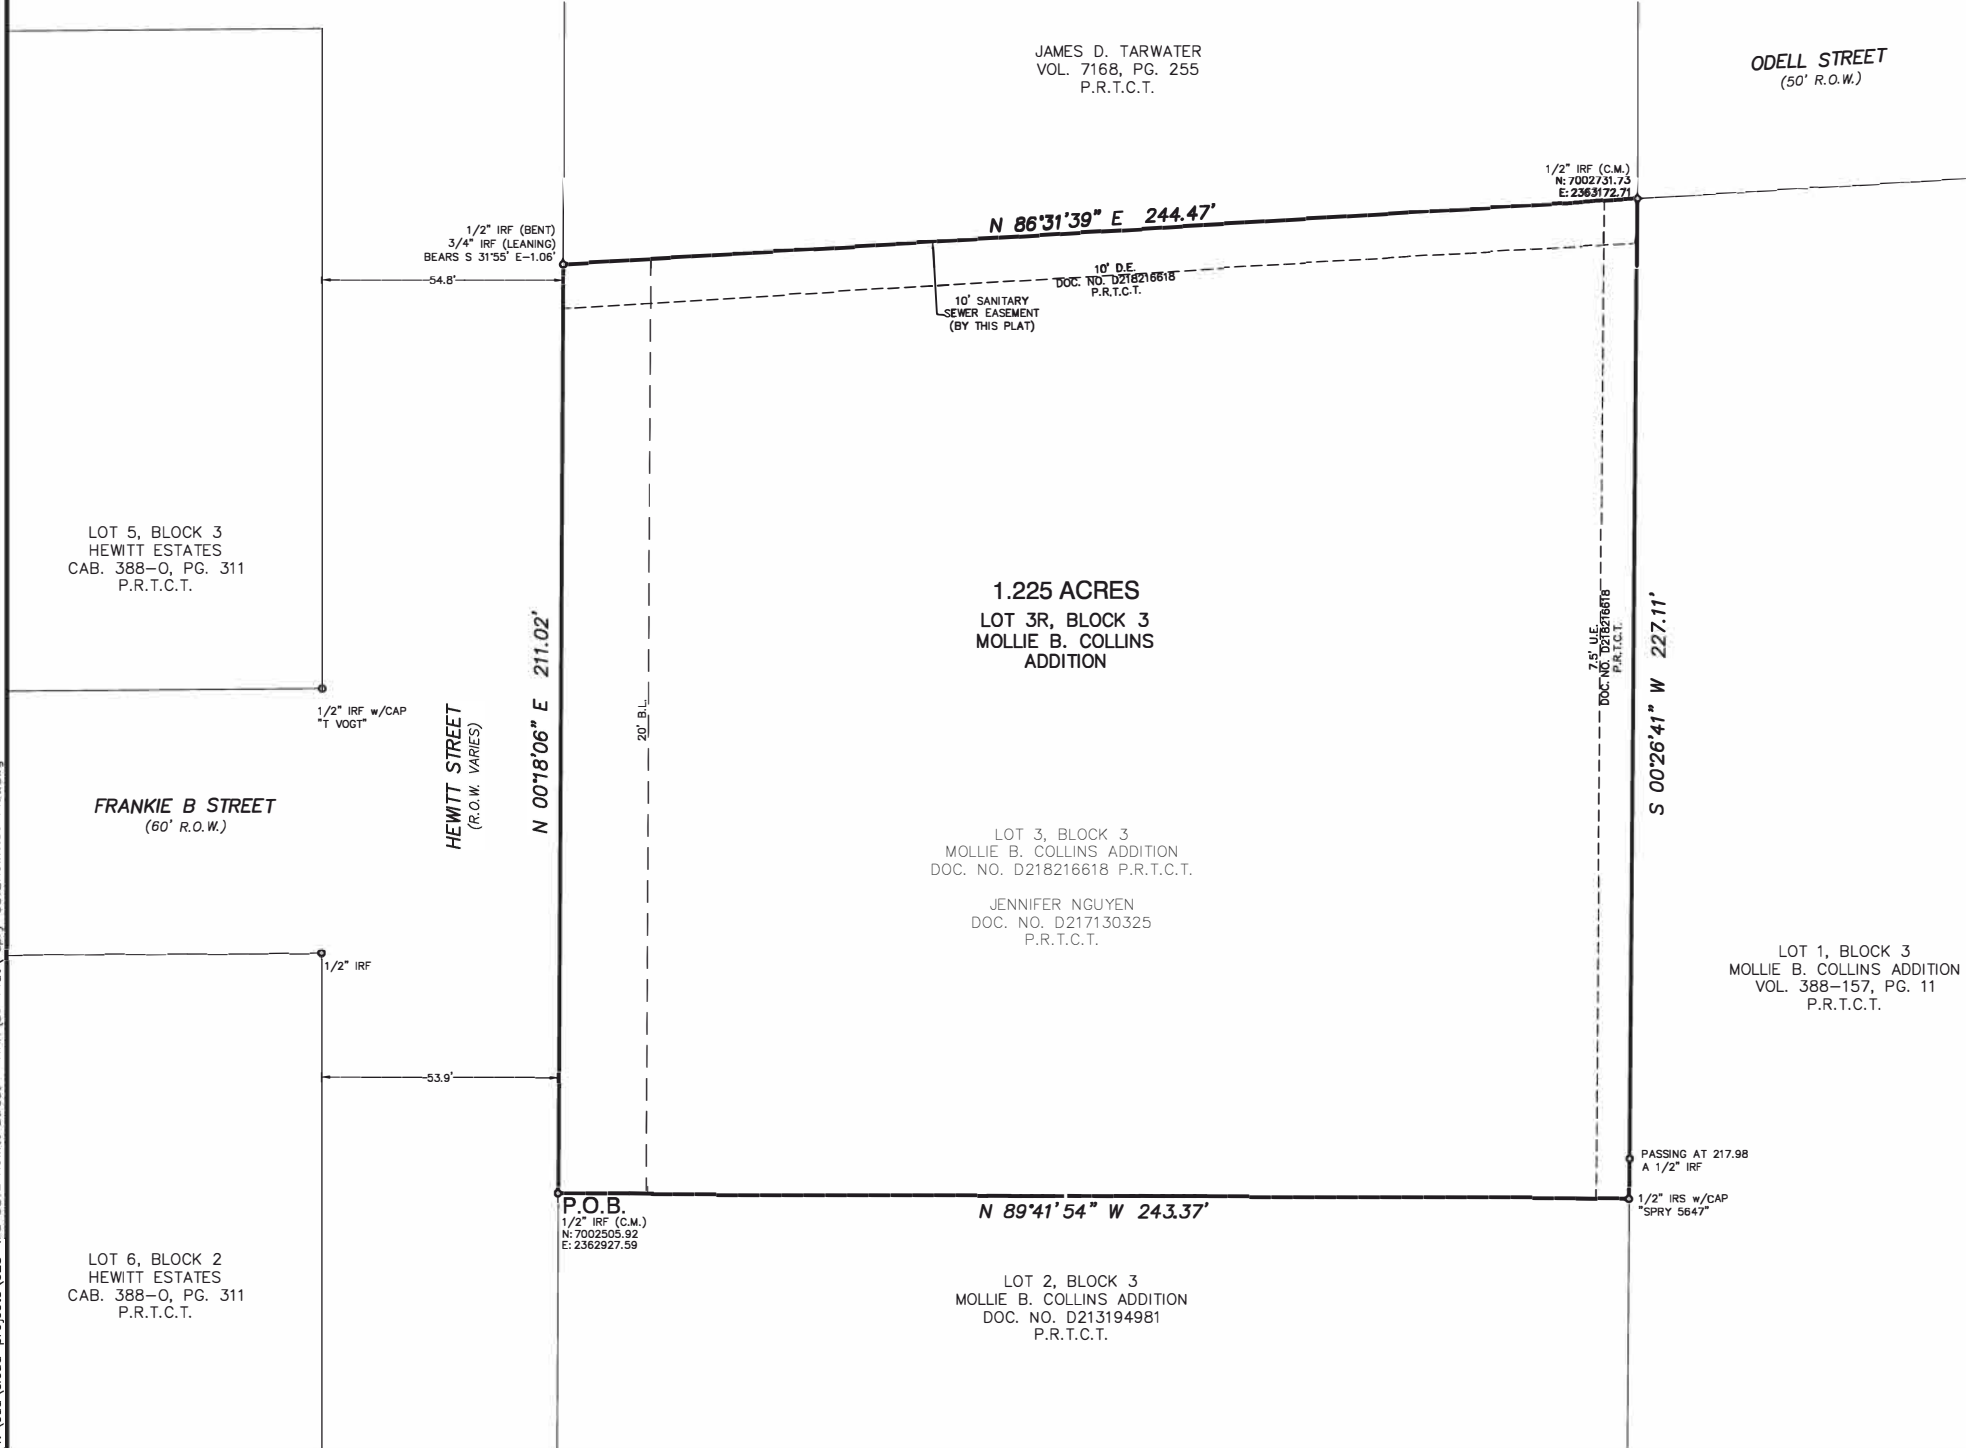 JAMES D. TARWATER
VOL. 7168, PG. 255
P.R.T.C.T.
ODELL STREET
(50' R.O.W.)
1/2" IRF (C.M.)
N: 7002731.73
E: 2363172.71
N 86°31'39" E 244.47'
1/2" IRF (BENT)
3/4" IRF (LEANING)
BEARS S 31°55' E-1.06'
54.8'
10' D.E.
DOC. NO. D218216618
P.R.T.C.T.
10' SANITARY
SEWER EASEMENT
(BY THIS PLAT)
LOT 5, BLOCK 3
HEWITT ESTATES
CAB. 388-O, PG. 311
P.R.T.C.T.
1.225 ACRES
LOT 3R, BLOCK 3
MOLLIE B. COLLINS
ADDITION
7.5' U.E.
DOC. NO. D218216618
P.R.T.C.T.
S 00°26'41" W 227.11'
N 00°18'06" E 211.02'
20' B.L.
1/2" IRF w/CAP
"T VOGT"
HEWITT STREET
(R.O.W. VARIES)
FRANKIE B STREET
(60' R.O.W.)
LOT 3, BLOCK 3
MOLLIE B. COLLINS ADDITION
DOC. NO. D218216618 P.R.T.C.T.
JENNIFER NGUYEN
DOC. NO. D217130325
P.R.T.C.T.
1/2" IRF
LOT 1, BLOCK 3
MOLLIE B. COLLINS ADDITION
VOL. 388-157, PG. 11
P.R.T.C.T.
53.9'
PASSING AT 217.98
A 1/2" IRF
P.O.B.
1/2" IRF (C.M.)
N: 7002505.92
E: 2362927.59
N 89°41'54" W 243.37'
1/2" IRS w/CAP
"SPRY 5647"
LOT 6, BLOCK 2
HEWITT ESTATES
CAB. 388-O, PG. 311
P.R.T.C.T.
LOT 2, BLOCK 3
MOLLIE B. COLLINS ADDITION
DOC. NO. D213194981
P.R.T.C.T.